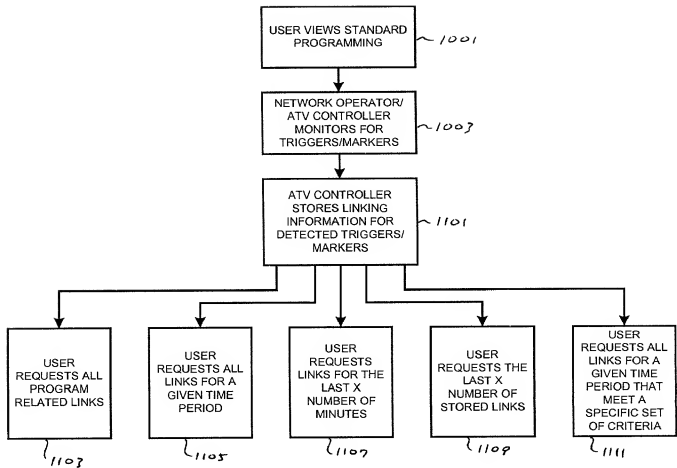 USER VIEWS STANDARD
PROGRAMMING
1001
NETWORK OPERATOR/
ATV CONTROLLER
MONITORS FOR
TRIGGERS/MARKERS
1003
ATV CONTROLLER
STORES LINKING
INFORMATION FOR
DETECTED TRIGGERS/
MARKERS
1101
USER
REQUESTS ALL
PROGRAM
RELATED LINKS
1103
USER
REQUESTS ALL
LINKS FOR A
GIVEN TIME
PERIOD
1105
USER
REQUESTS
LINKS FOR THE
LAST X
NUMBER OF
MINUTES
1107
USER
REQUESTS THE
LAST X
NUMBER OF
STORED LINKS
1109
USER
REQUESTS ALL
LINKS FOR A
GIVEN TIME
PERIOD THAT
MEET A
SPECIFIC SET
OF CRITERIA
1111